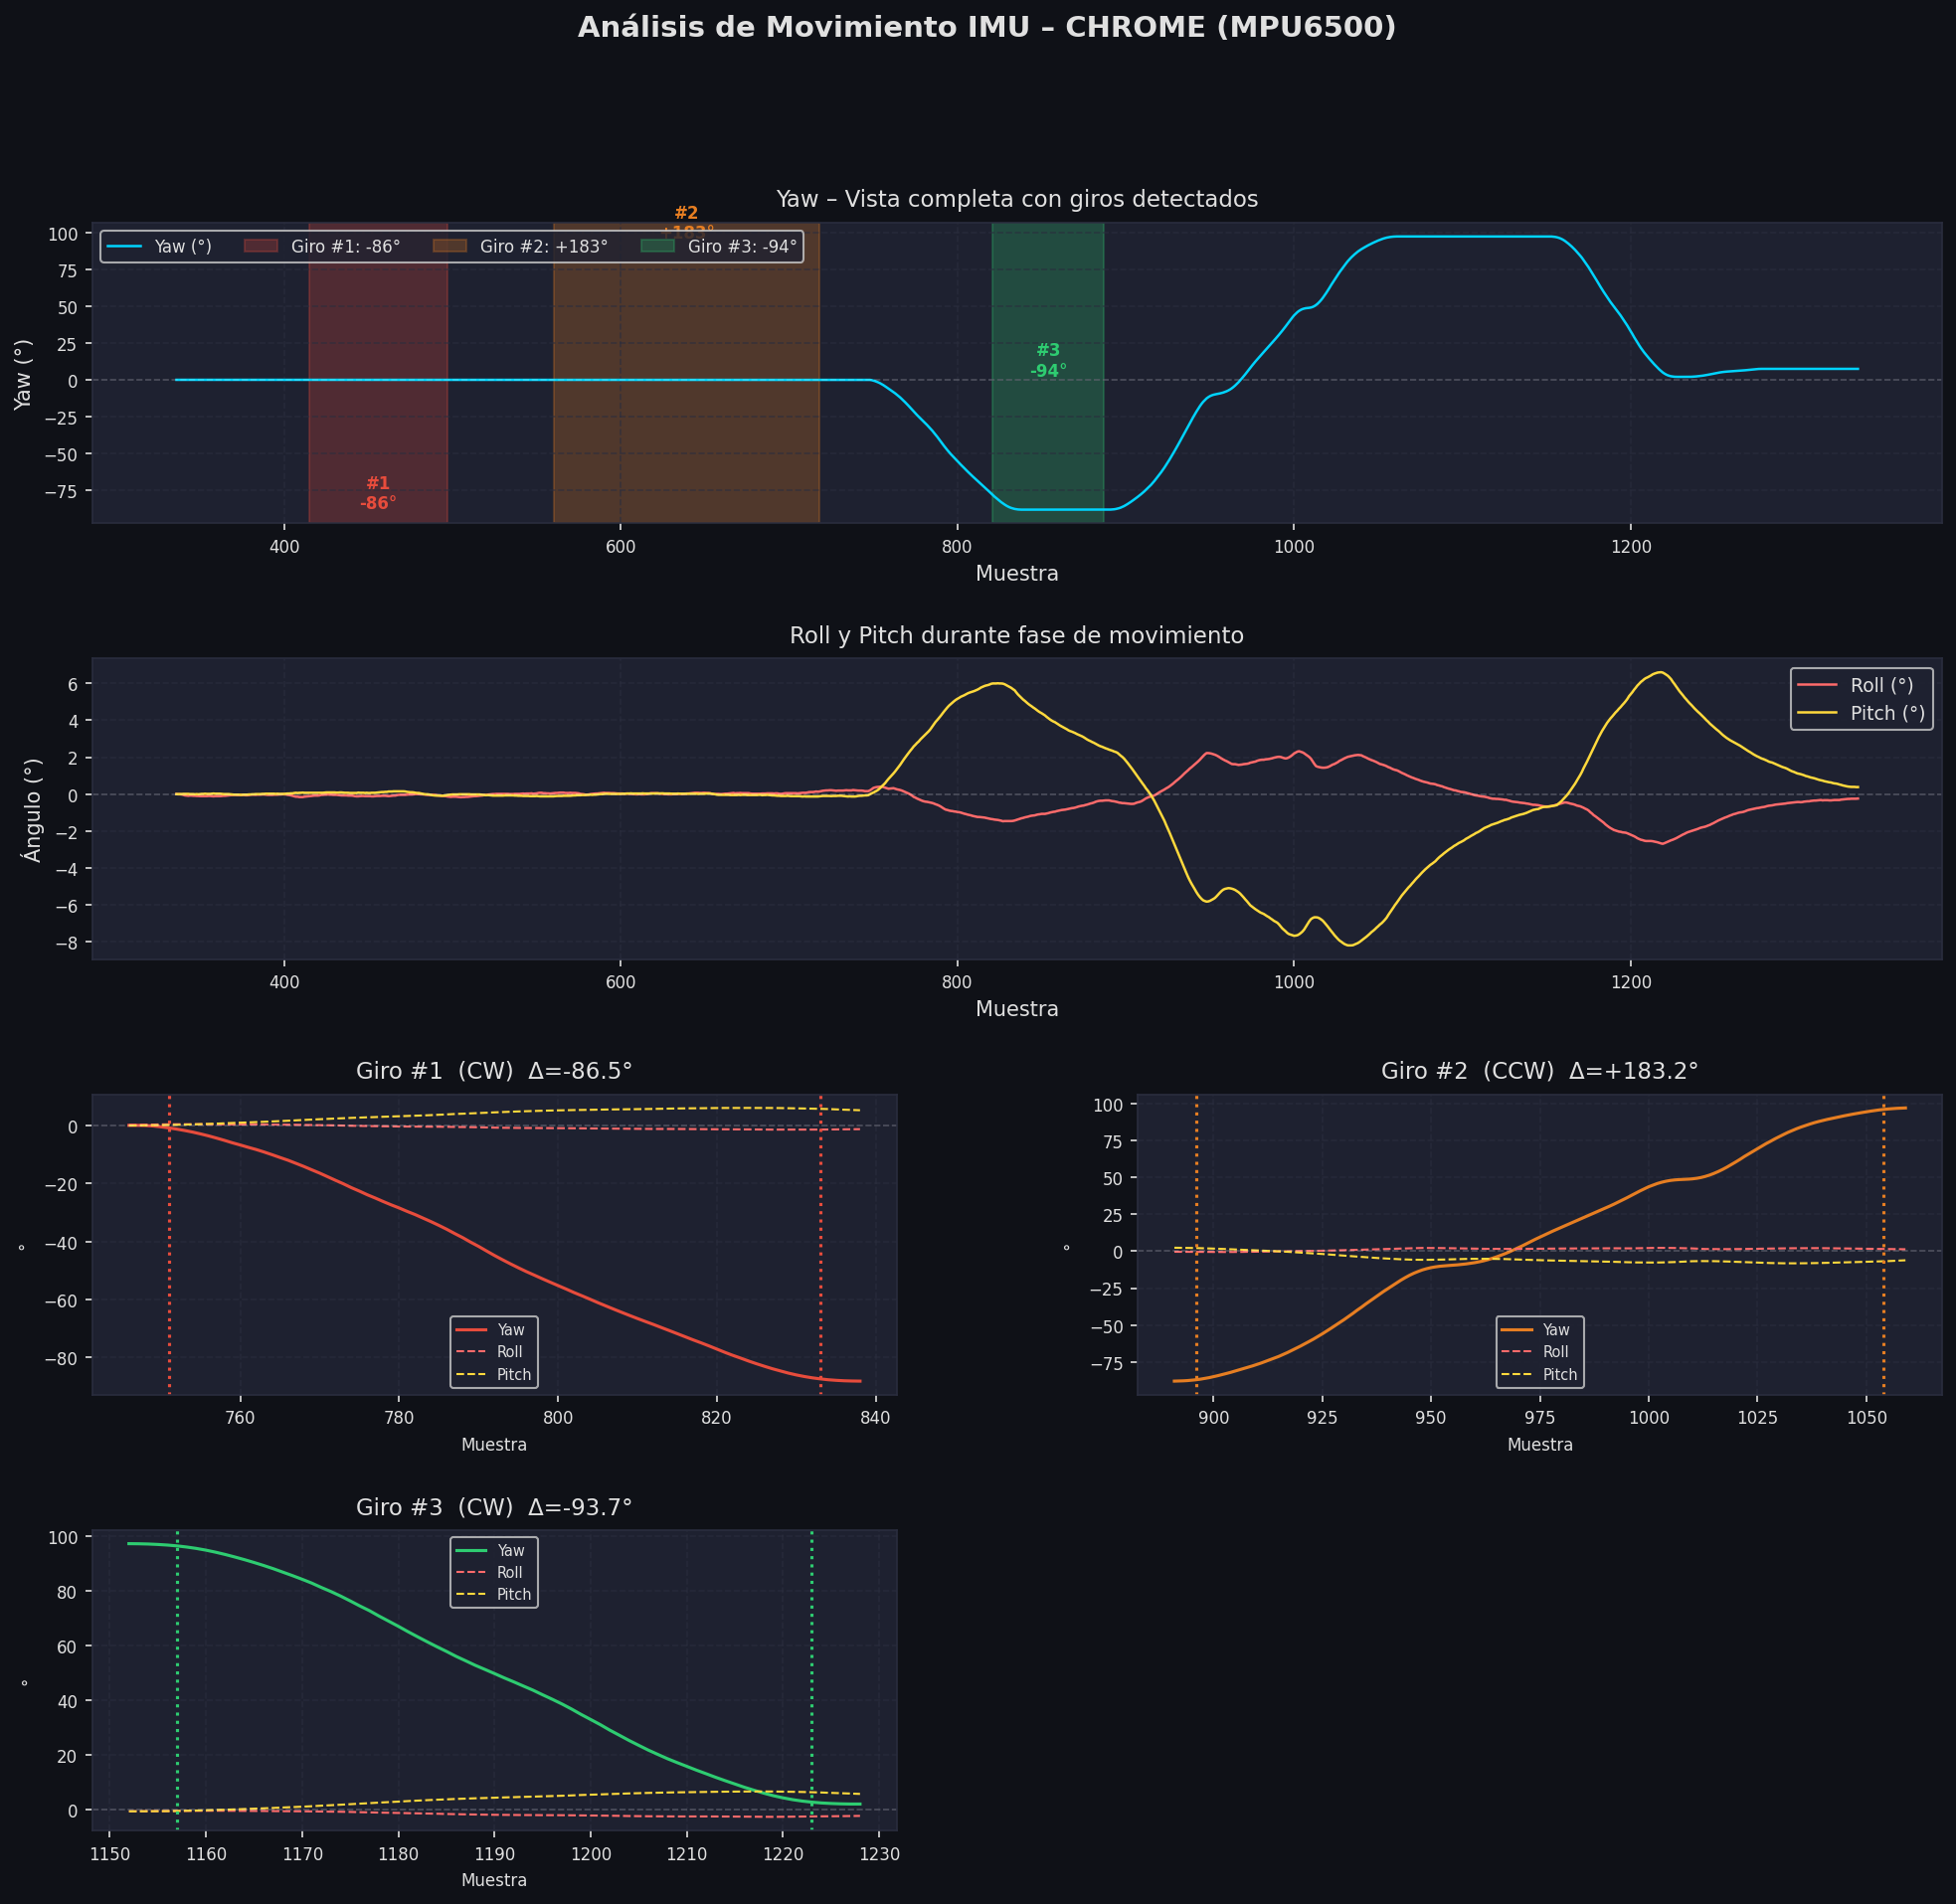 Análisis de Movimiento IMU – CHROME (MPU6500)
Yaw – Vista completa con giros detectados
#2
+183°
Yaw (°) Giro #1: -86° Giro #2: +183° Giro #3: -94°
100
75
50
25
0
−25
−50
−75
Yaw (°)
#3
-94°
#1
-86°
400 600 800 1000 1200
Muestra
Roll y Pitch durante fase de movimiento
Roll (°)
Pitch (°)
6
4
2
0
−2
−4
−6
−8
Ángulo (°)
400 600 800 1000 1200
Muestra
Giro #1 (CW) Δ=-86.5°
0
−20
−40
−60
−80
°
Yaw
Roll
Pitch
760 780 800 820 840
Muestra
Giro #2 (CCW) Δ=+183.2°
100
75
50
25
0
−25
−50
−75
°
Yaw
Roll
Pitch
900 925 950 975 1000 1025 1050
Muestra
Giro #3 (CW) Δ=-93.7°
100
80
60
40
20
0
°
Yaw
Roll
Pitch
1150 1160 1170 1180 1190 1200 1210 1220 1230
Muestra